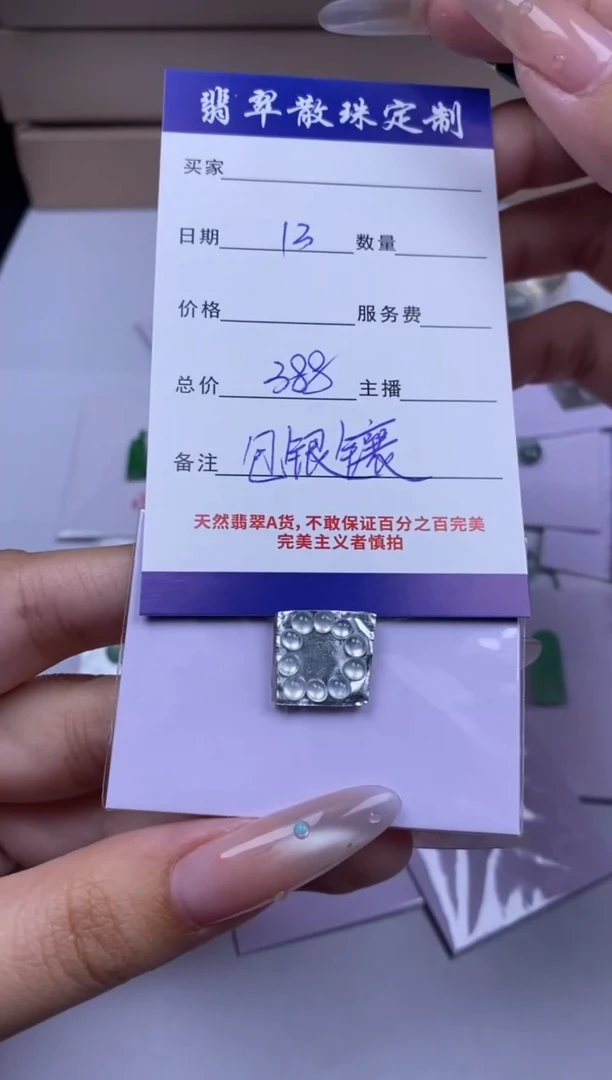 翡翠散珠定制
买家
日期 13 数量
价格 服务费
总价 388 主播
备注 包银镶
天然翡翠A货,不敢保证百分之百完美
完美主义者慎拍